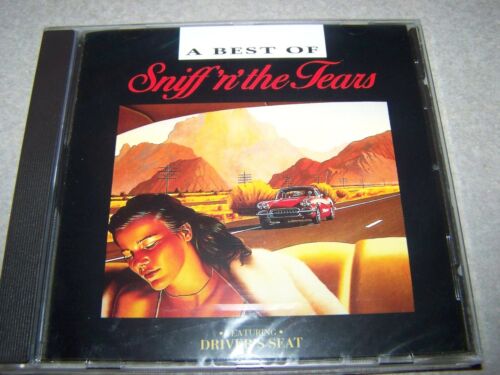 A BEST OF
Sniff 'n' the Tears
• FEATURING •
DRIVER'S SEAT